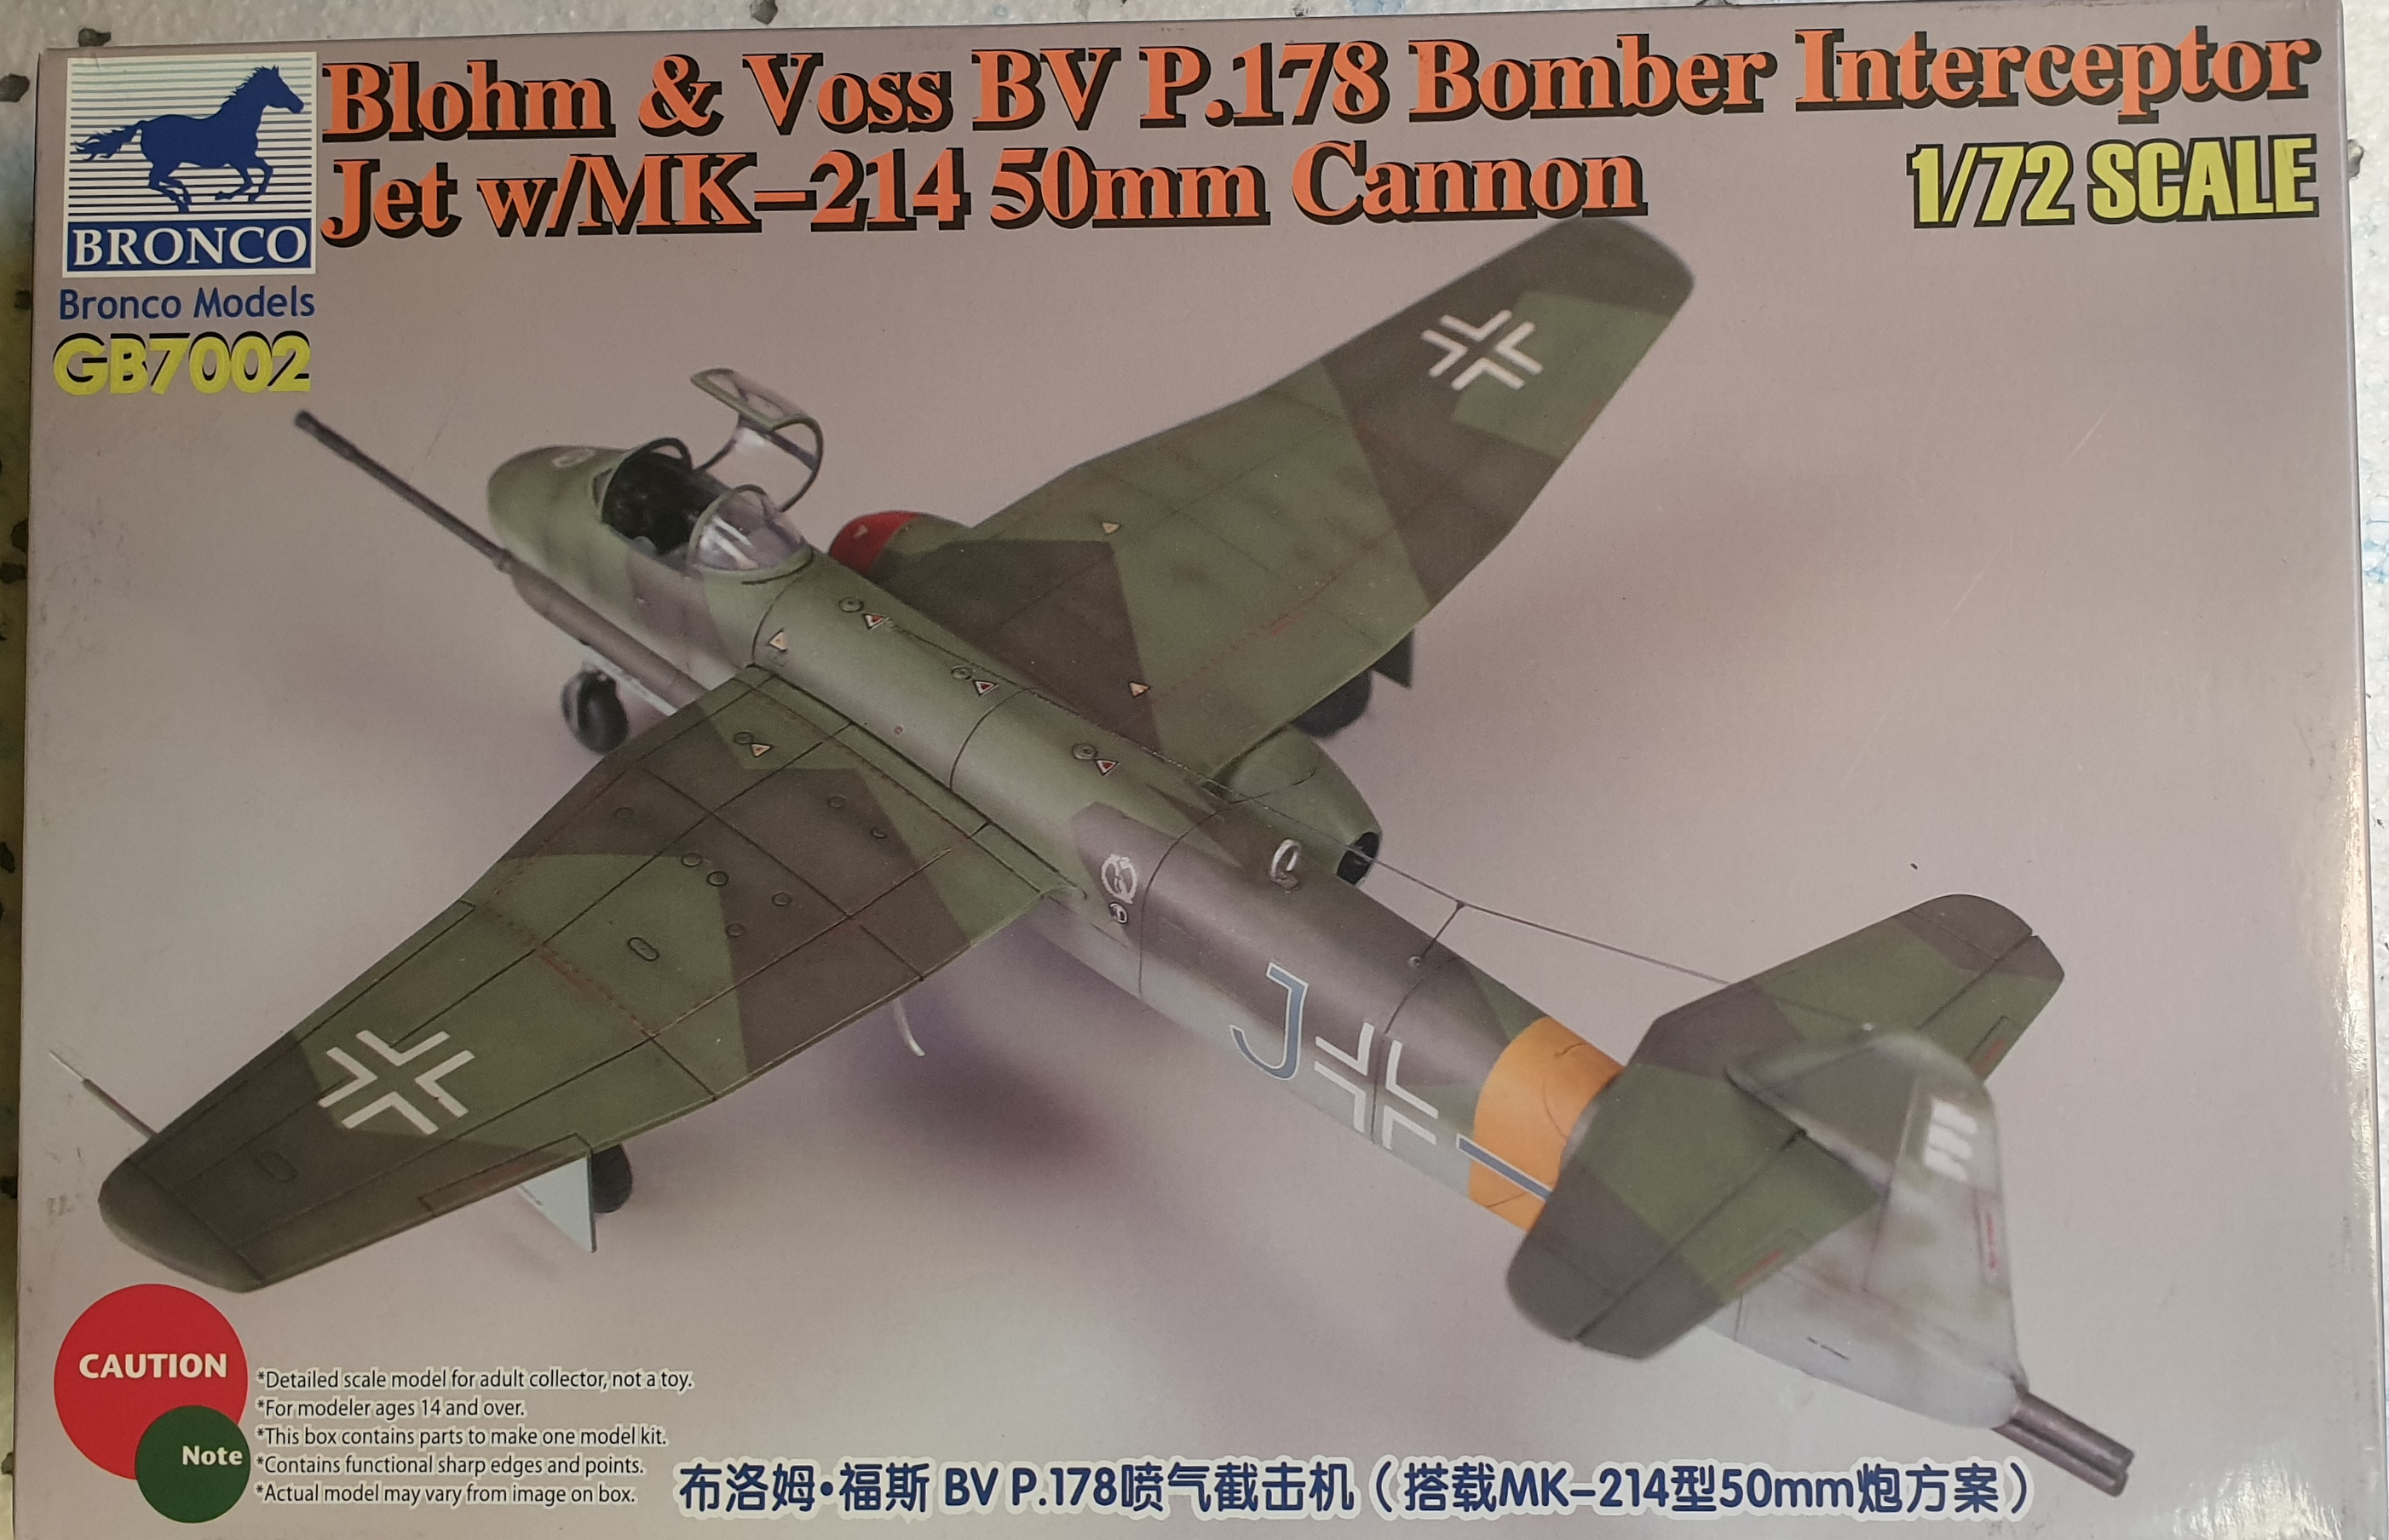 Blohm & Voss BV P.178 Bomber Interceptor
Jet w/MK-214 50mm Cannon
1/72 SCALE
BRONCO
Bronco Models
GB7002
J
CAUTION
Note
*Detailed scale model for adult collector, not a toy.
*For modeler ages 14 and over.
*This box contains parts to make one model kit.
*Contains functional sharp edges and points.
*Actual model may vary from image on box.
布洛姆•福斯 BV P.178喷气截击机（搭载MK-214型50mm炮方案）